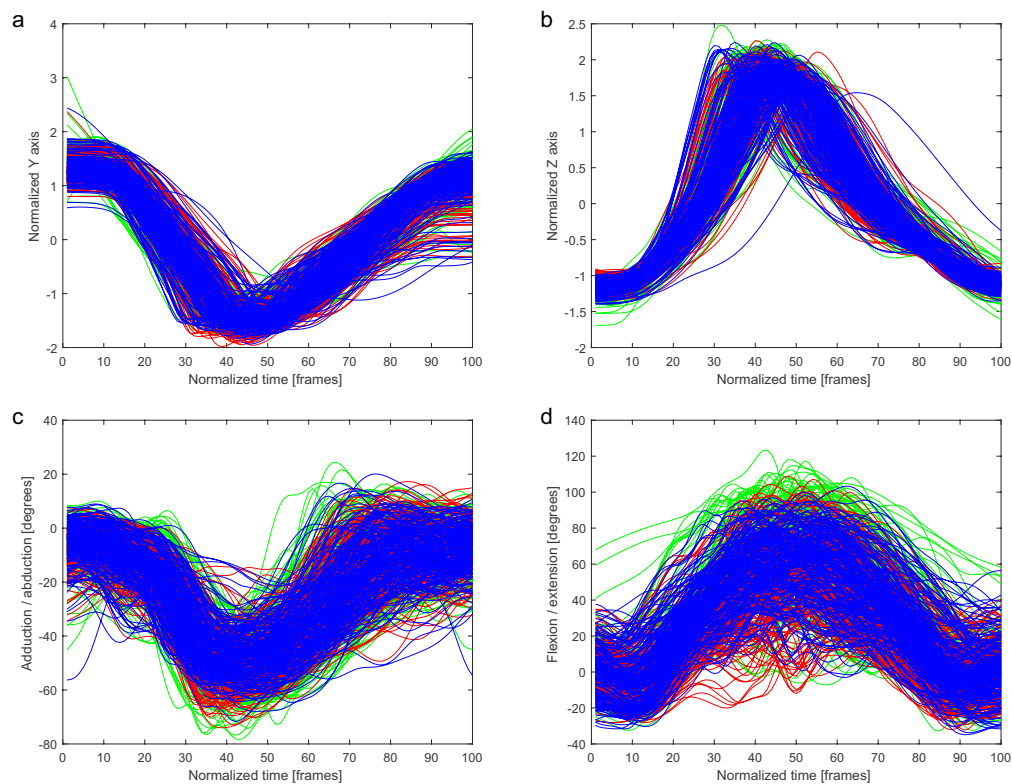 a
4
3
2
1
0
-1
-2
0 10 20 30 40 50 60 70 80 90 100
Normalized Y axis
Normalized time [frames]
b
2.5
2
1.5
1
0.5
0
-0.5
-1
-1.5
-2
0 10 20 30 40 50 60 70 80 90 100
Normalized Z axis
Normalized time [frames]
c
40
20
0
-20
-40
-60
-80
0 10 20 30 40 50 60 70 80 90 100
Adduction / abduction [degrees]
Normalized time [frames]
d
140
120
100
80
60
40
20
0
-20
-40
0 10 20 30 40 50 60 70 80 90 100
Flexion / extension [degrees]
Normalized time [frames]